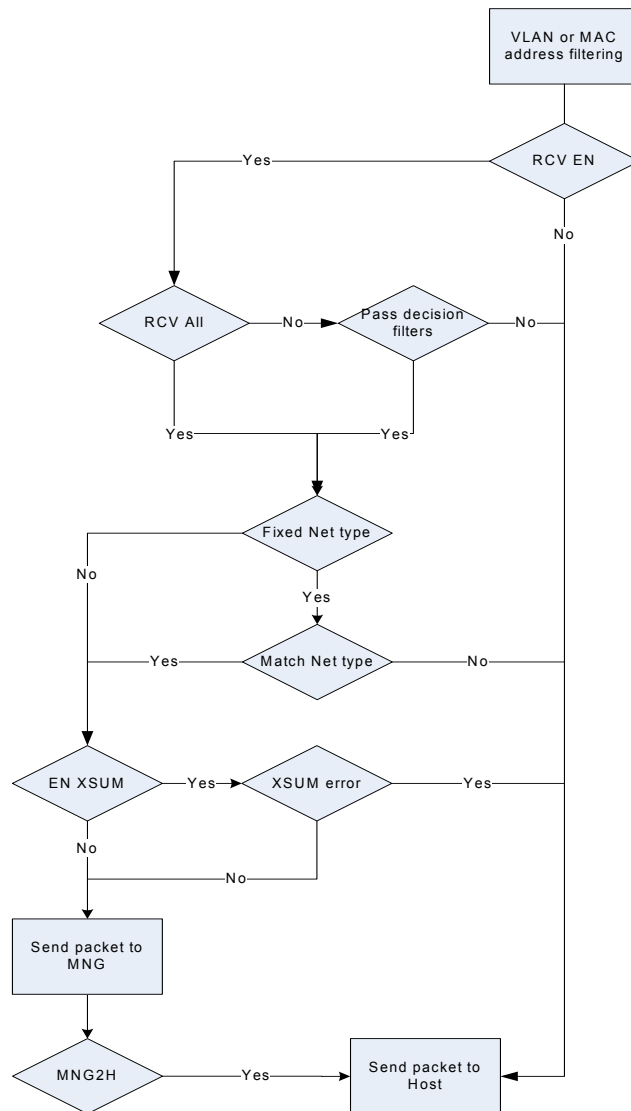 VLAN or MAC
address filtering
RCV EN
Yes
No
RCV All
No
Pass decision
filters
No
Yes
Yes
Fixed Net type
No
Yes
Yes
Match Net type
No
EN XSUM
Yes
XSUM error
Yes
No
No
Send packet to
MNG
MNG2H
Yes
Send packet to
Host